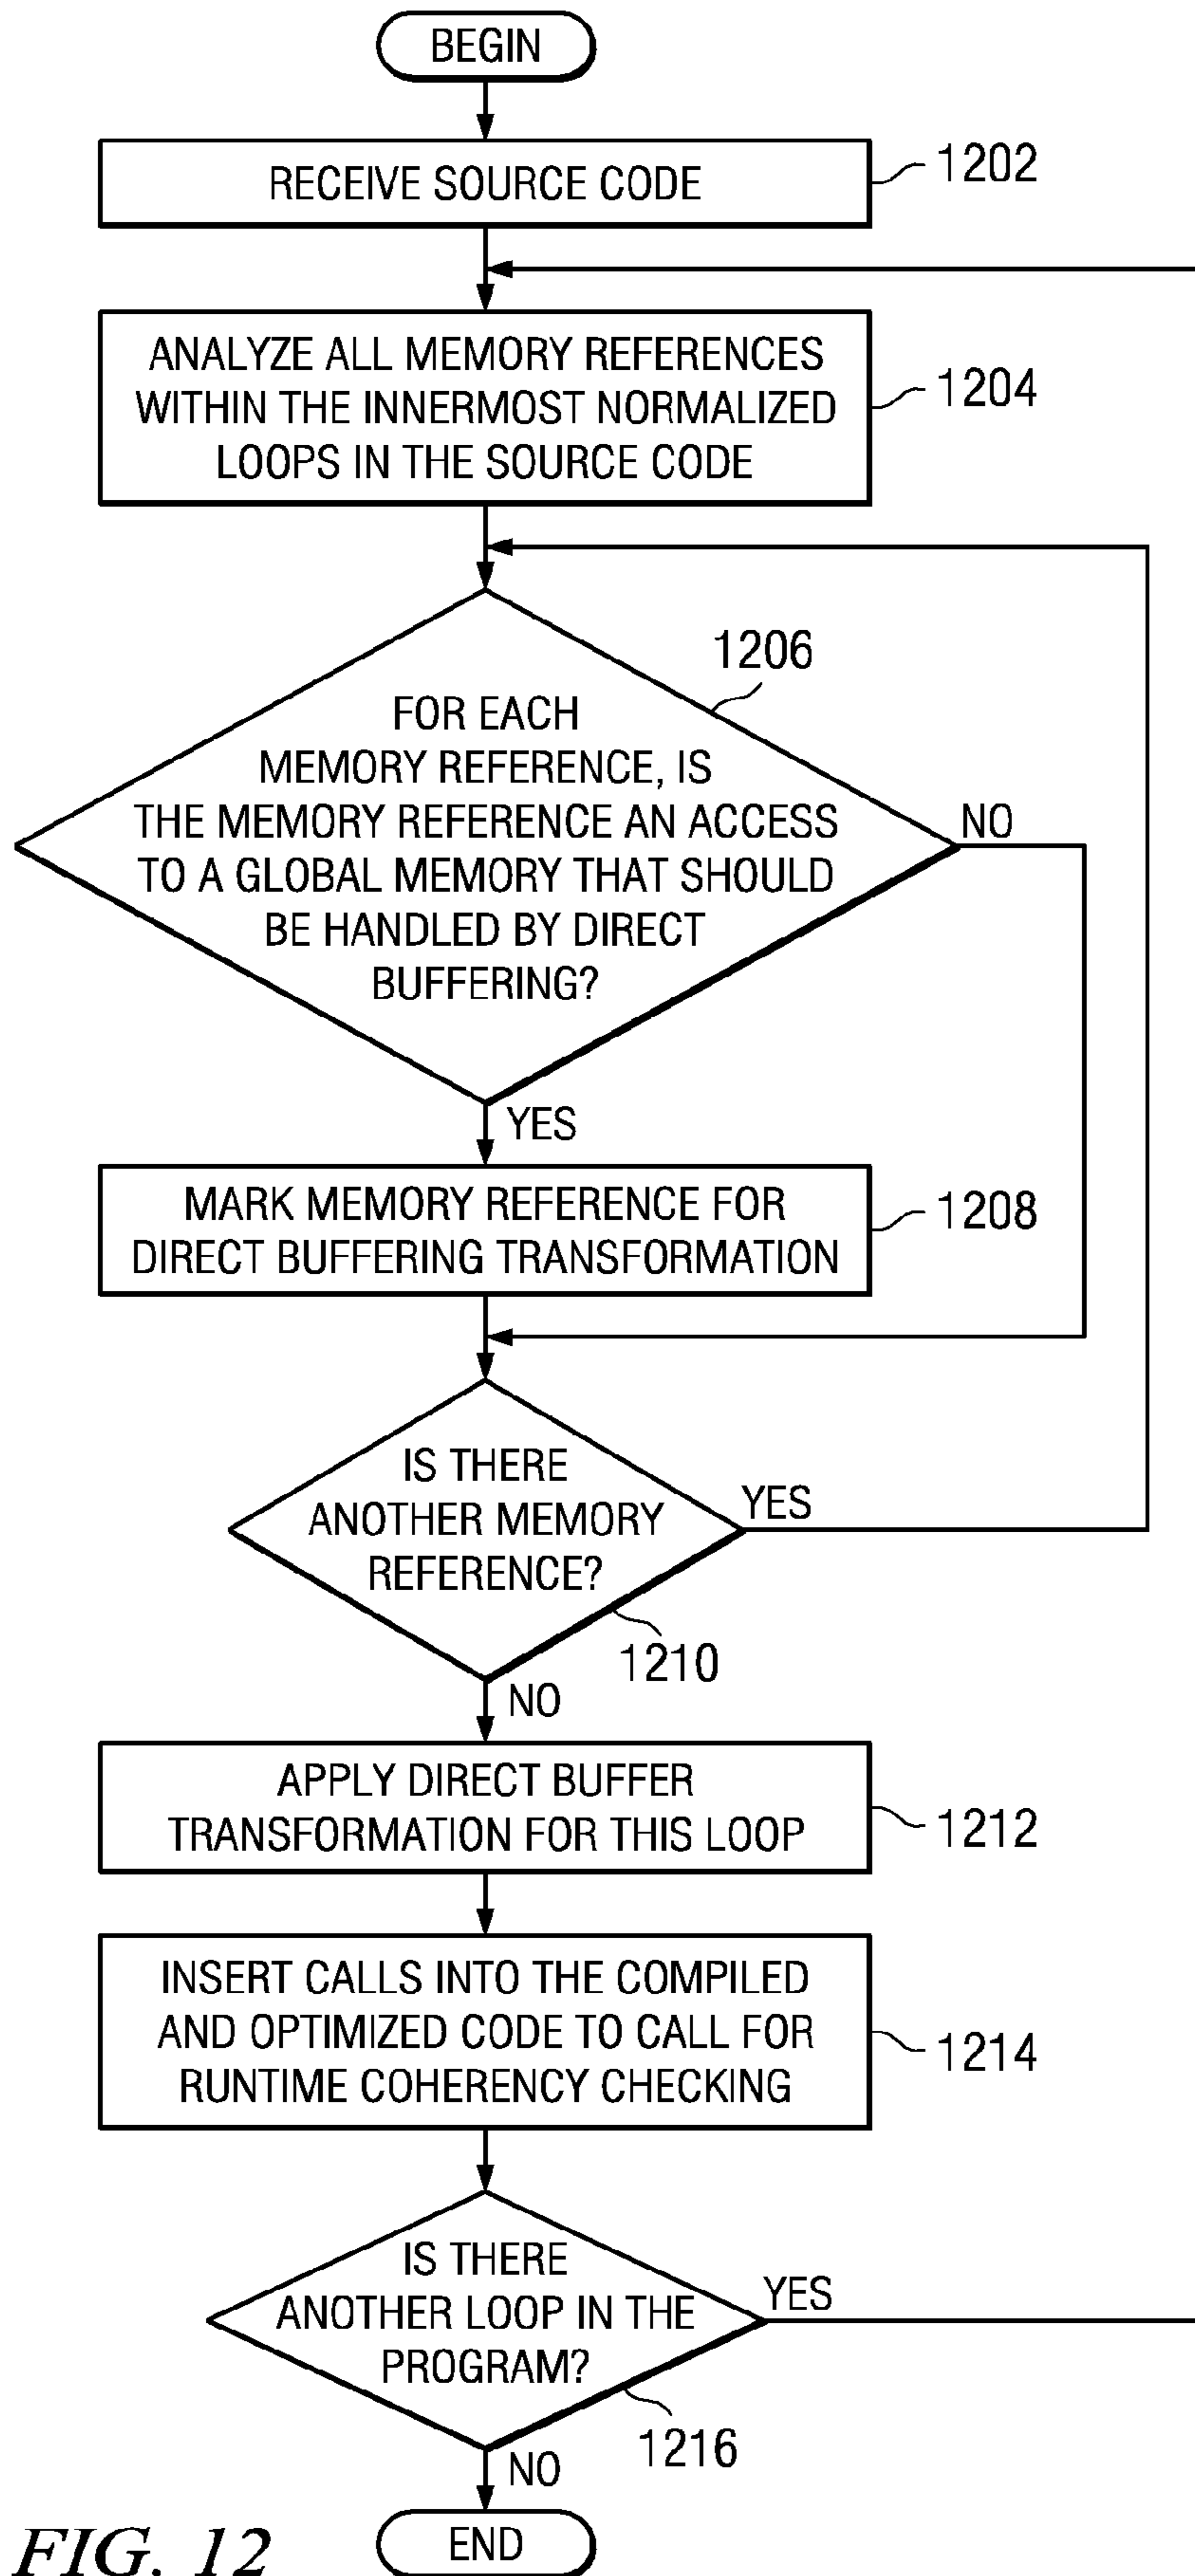 BEGIN
RECEIVE SOURCE CODE
1202
ANALYZE ALL MEMORY REFERENCES
WITHIN THE INNERMOST NORMALIZED
LOOPS IN THE SOURCE CODE
1204
1206
FOR EACH
MEMORY REFERENCE, IS
THE MEMORY REFERENCE AN ACCESS
TO A GLOBAL MEMORY THAT SHOULD
BE HANDLED BY DIRECT
BUFFERING?
NO
YES
MARK MEMORY REFERENCE FOR
DIRECT BUFFERING TRANSFORMATION
1208
IS THERE
ANOTHER MEMORY
REFERENCE?
YES
1210
NO
APPLY DIRECT BUFFER
TRANSFORMATION FOR THIS LOOP
1212
INSERT CALLS INTO THE COMPILED
AND OPTIMIZED CODE TO CALL FOR
RUNTIME COHERENCY CHECKING
1214
IS THERE
ANOTHER LOOP IN THE
PROGRAM?
YES
1216
NO
END
FIG. 12